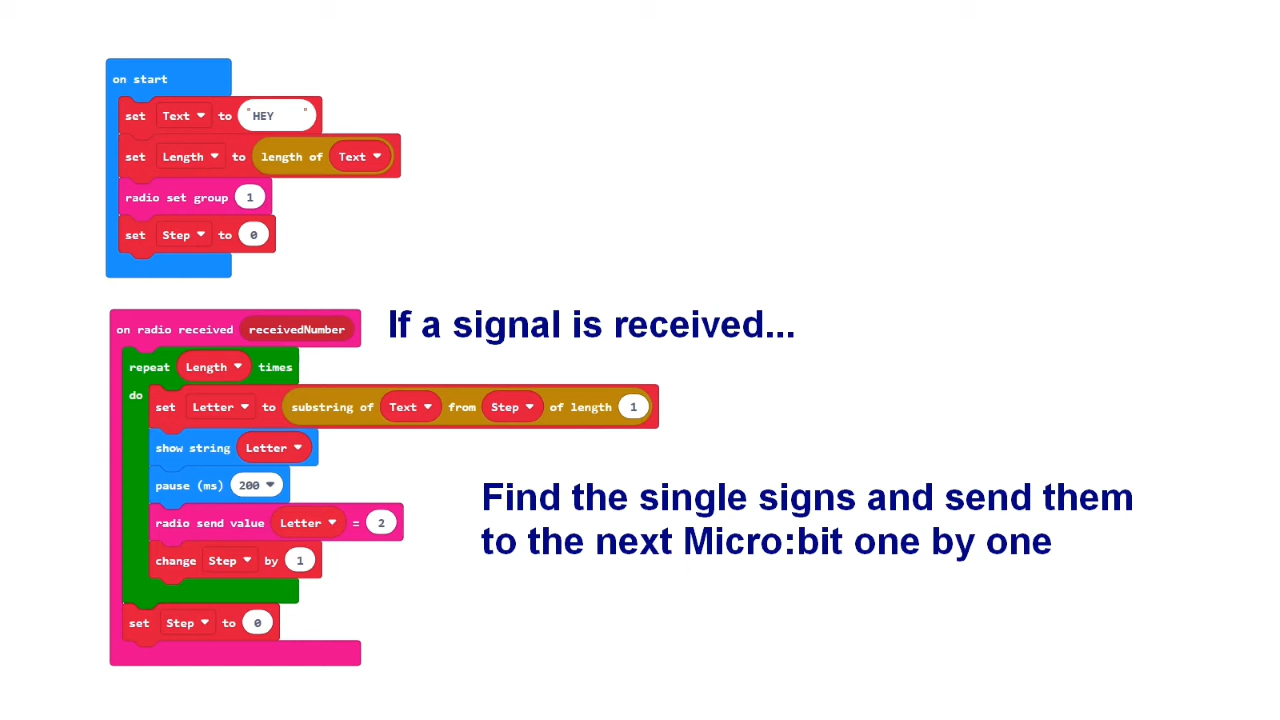 on start
set Text to "HEY "
set Length to length of Text
radio set group 1
set Step to 0
on radio received receivedNumber
If a signal is received...
repeat Length times
do
set Letter to substring of Text from Step of length 1
show string Letter
pause (ms) 200
Find the single signs and send them
radio send value Letter = 2
to the next Micro:bit one by one
change Step by 1
set Step to 0